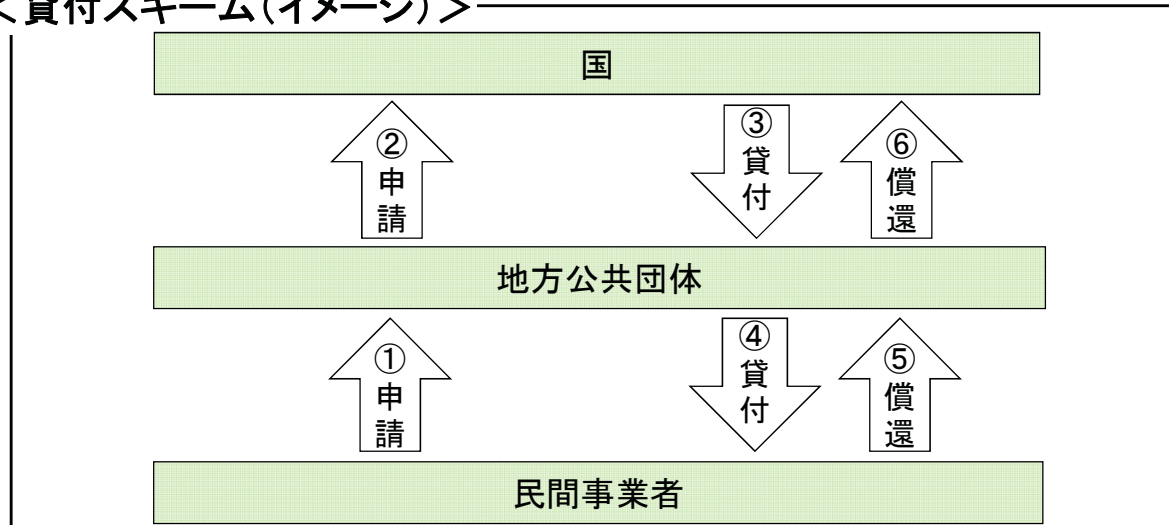 ＜貸付スキーム（イメージ）＞
国
②申請
③貸付
⑥償還
地方公共団体
①申請
④貸付
⑤償還
民間事業者